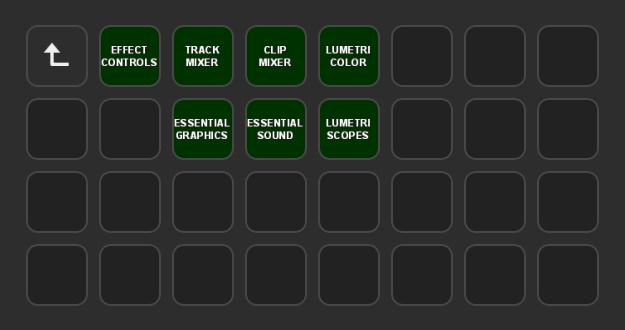 EFFECT
CONTROLS
TRACK
MIXER
CLIP
MIXER
LUMETRI
COLOR
ESSENTIAL
GRAPHICS
ESSENTIAL
SOUND
LUMETRI
SCOPES